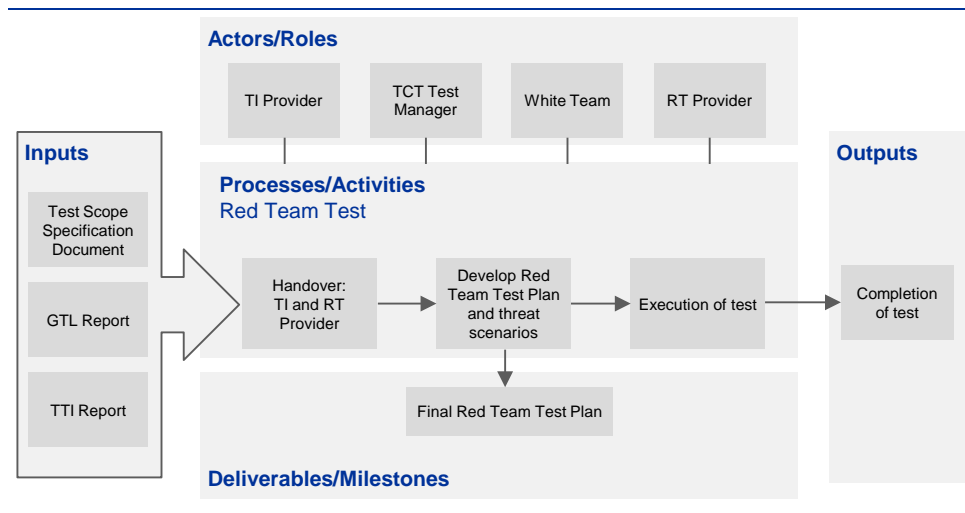 Actors/Roles
TI Provider
TCT Test
Manager
White Team
RT Provider
Inputs
Test Scope
Specification
Document
GTL Report
TTI Report
Processes/Activities
Red Team Test
Handover:
TI and RT
Provider
Develop Red
Team Test Plan
and threat
scenarios
Execution of test
Outputs
Completion
of test
Final Red Team Test Plan
Deliverables/Milestones